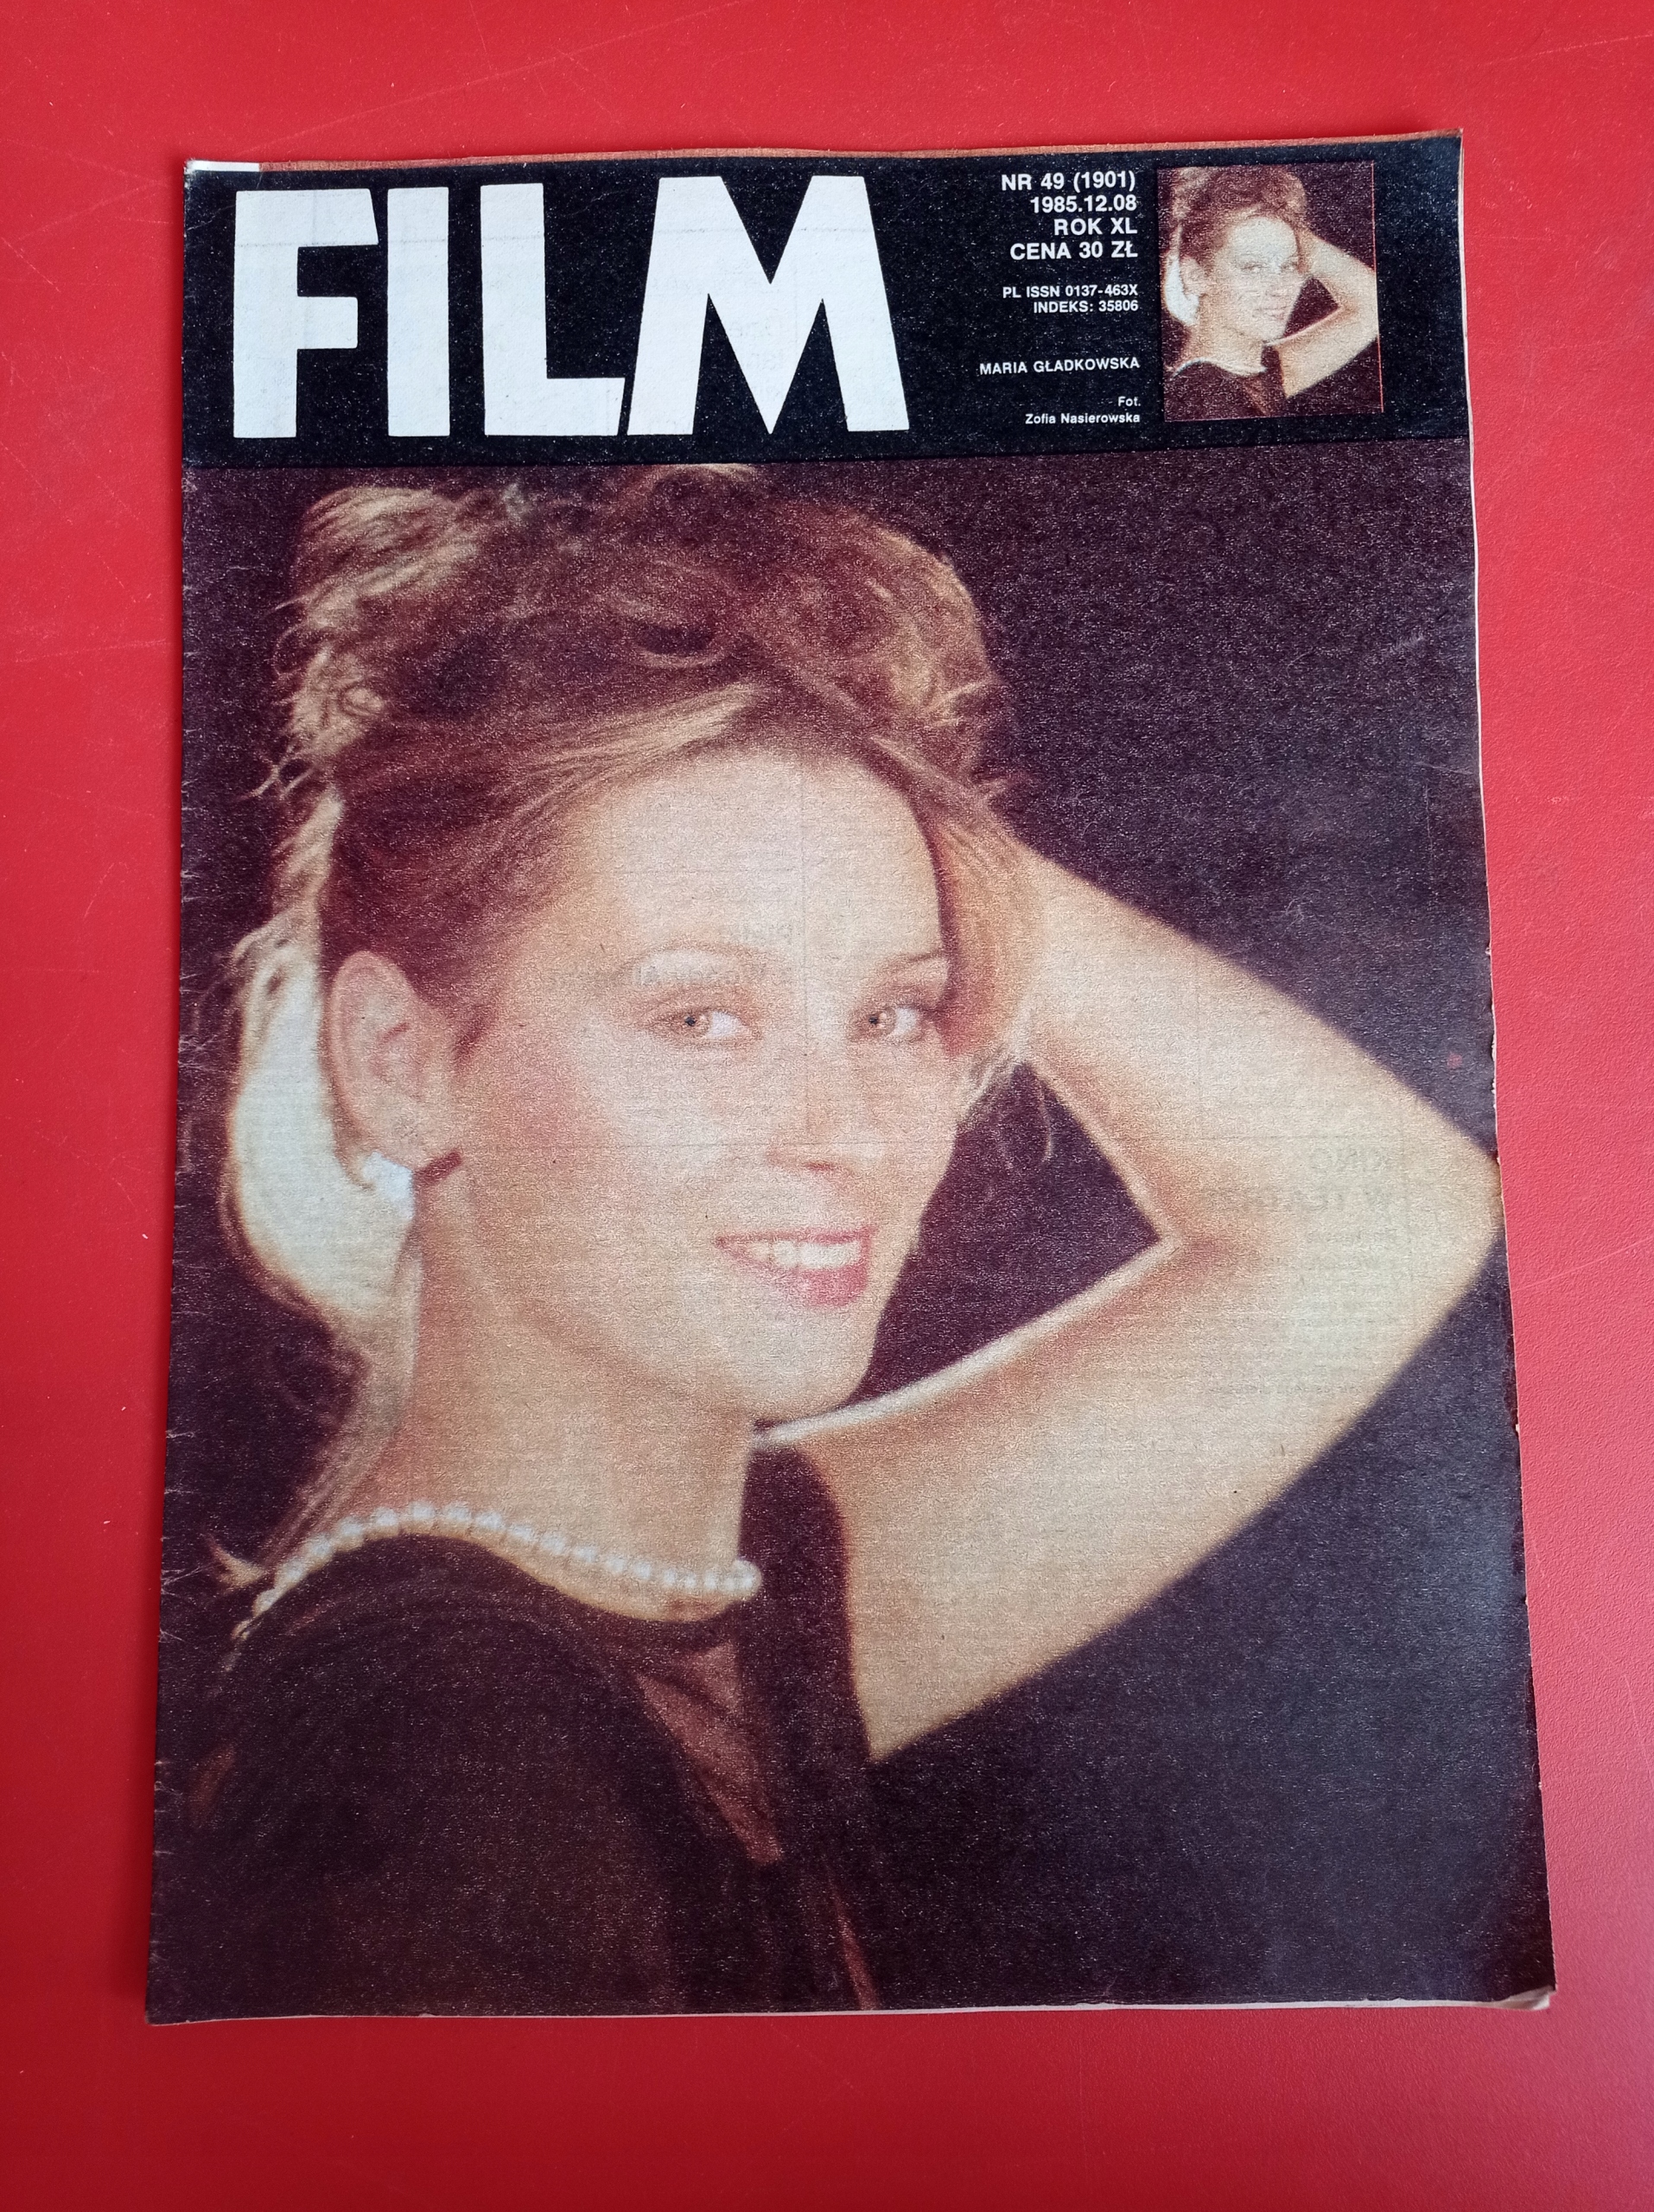 FILM
NR 49 (1901)
1985.12.08
ROK XL
CENA 30 ZŁ
PL ISSN 0137-463X
INDEKS: 35806
MARIA GŁADKOWSKA
Fot.
Zofia Nasierowska